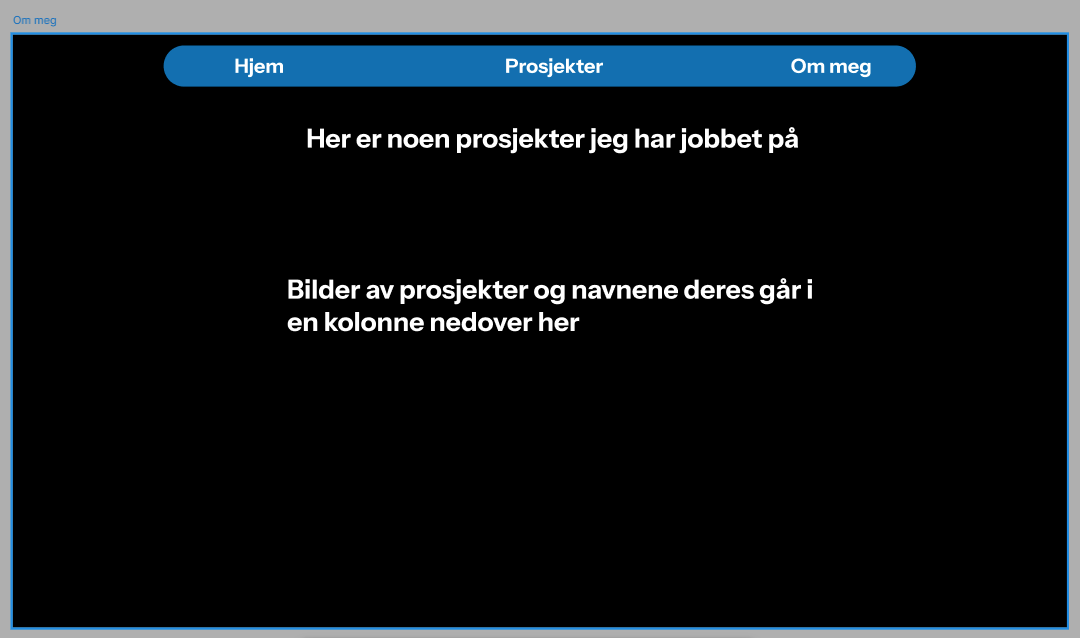 Om meg
Hjem Prosjekter Om meg
Her er noen prosjekter jeg har jobbet på
Bilder av prosjekter og navnene deres går i
en kolonne nedover her